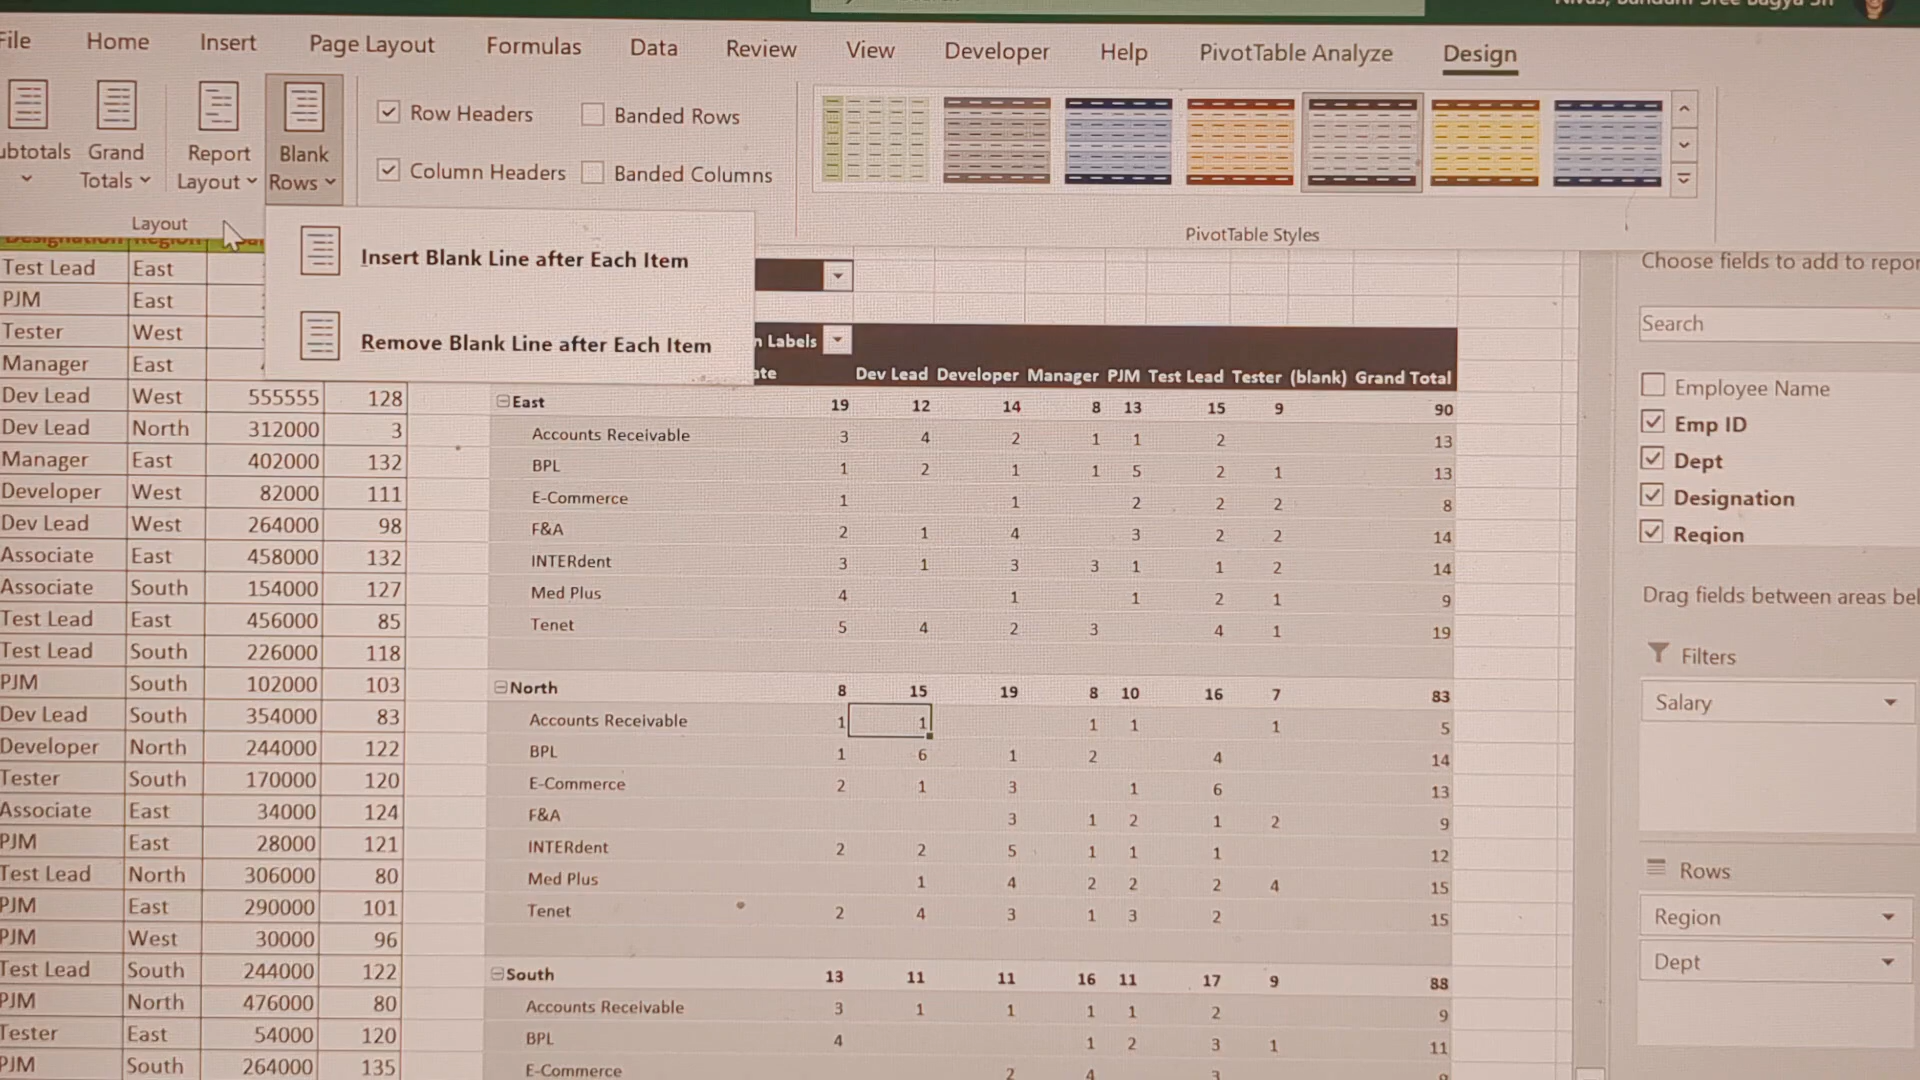 File Home Insert Page Layout Formulas Data Review View Developer Help PivotTable Analyze Design
Subtotals
Grand Totals
Report Layout
Blank Rows
Layout
Row Headers
Banded Rows
Column Headers
Banded Columns
PivotTable Styles
Insert Blank Line after Each Item
Remove Blank Line after Each Item
Designation Region
Test Lead East
PJM East
Tester West
Manager East
Dev Lead West 555555 128
Dev Lead North 312000 3
Manager East 402000 132
Developer West 82000 111
Dev Lead West 264000 98
Associate East 458000 132
Associate South 154000 127
Test Lead East 456000 85
Test Lead South 226000 118
PJM South 102000 103
Dev Lead South 354000 83
Developer North 244000 122
Tester South 170000 120
Associate East 34000 124
PJM East 28000 121
Test Lead North 306000 80
PJM East 290000 101
PJM West 30000 96
Test Lead South 244000 122
PJM North 476000 80
Tester East 54000 120
PJM South 264000 135
n Labels
ate Dev Lead Developer Manager PJM Test Lead Tester (blank) Grand Total
East 19 12 14 8 13 15 9 90
Accounts Receivable 3 4 2 1 1 2 13
BPL 1 2 1 1 5 2 1 13
E-Commerce 1 1 2 2 2 8
F&A 2 1 4 3 2 2 14
INTERdent 3 1 3 3 1 1 2 14
Med Plus 4 1 1 2 1 9
Tenet 5 4 2 3 4 1 19
North 8 15 19 8 10 16 7 83
Accounts Receivable 1 1 1 1 1 5
BPL 1 6 1 2 4 14
E-Commerce 2 1 3 1 6 13
F&A 3 1 2 1 2 9
INTERdent 2 2 5 1 1 1 12
Med Plus 1 4 2 2 2 4 15
Tenet 2 4 3 1 3 2 15
South 13 11 11 16 11 17 9 88
Accounts Receivable 3 1 1 1 1 2 9
BPL 4 1 2 3 1 11
E-Commerce 2 4 3
Choose fields to add to repor
Search
Employee Name
Emp ID
Dept
Designation
Region
Drag fields between areas bel
Filters
Salary
Rows
Region
Dept